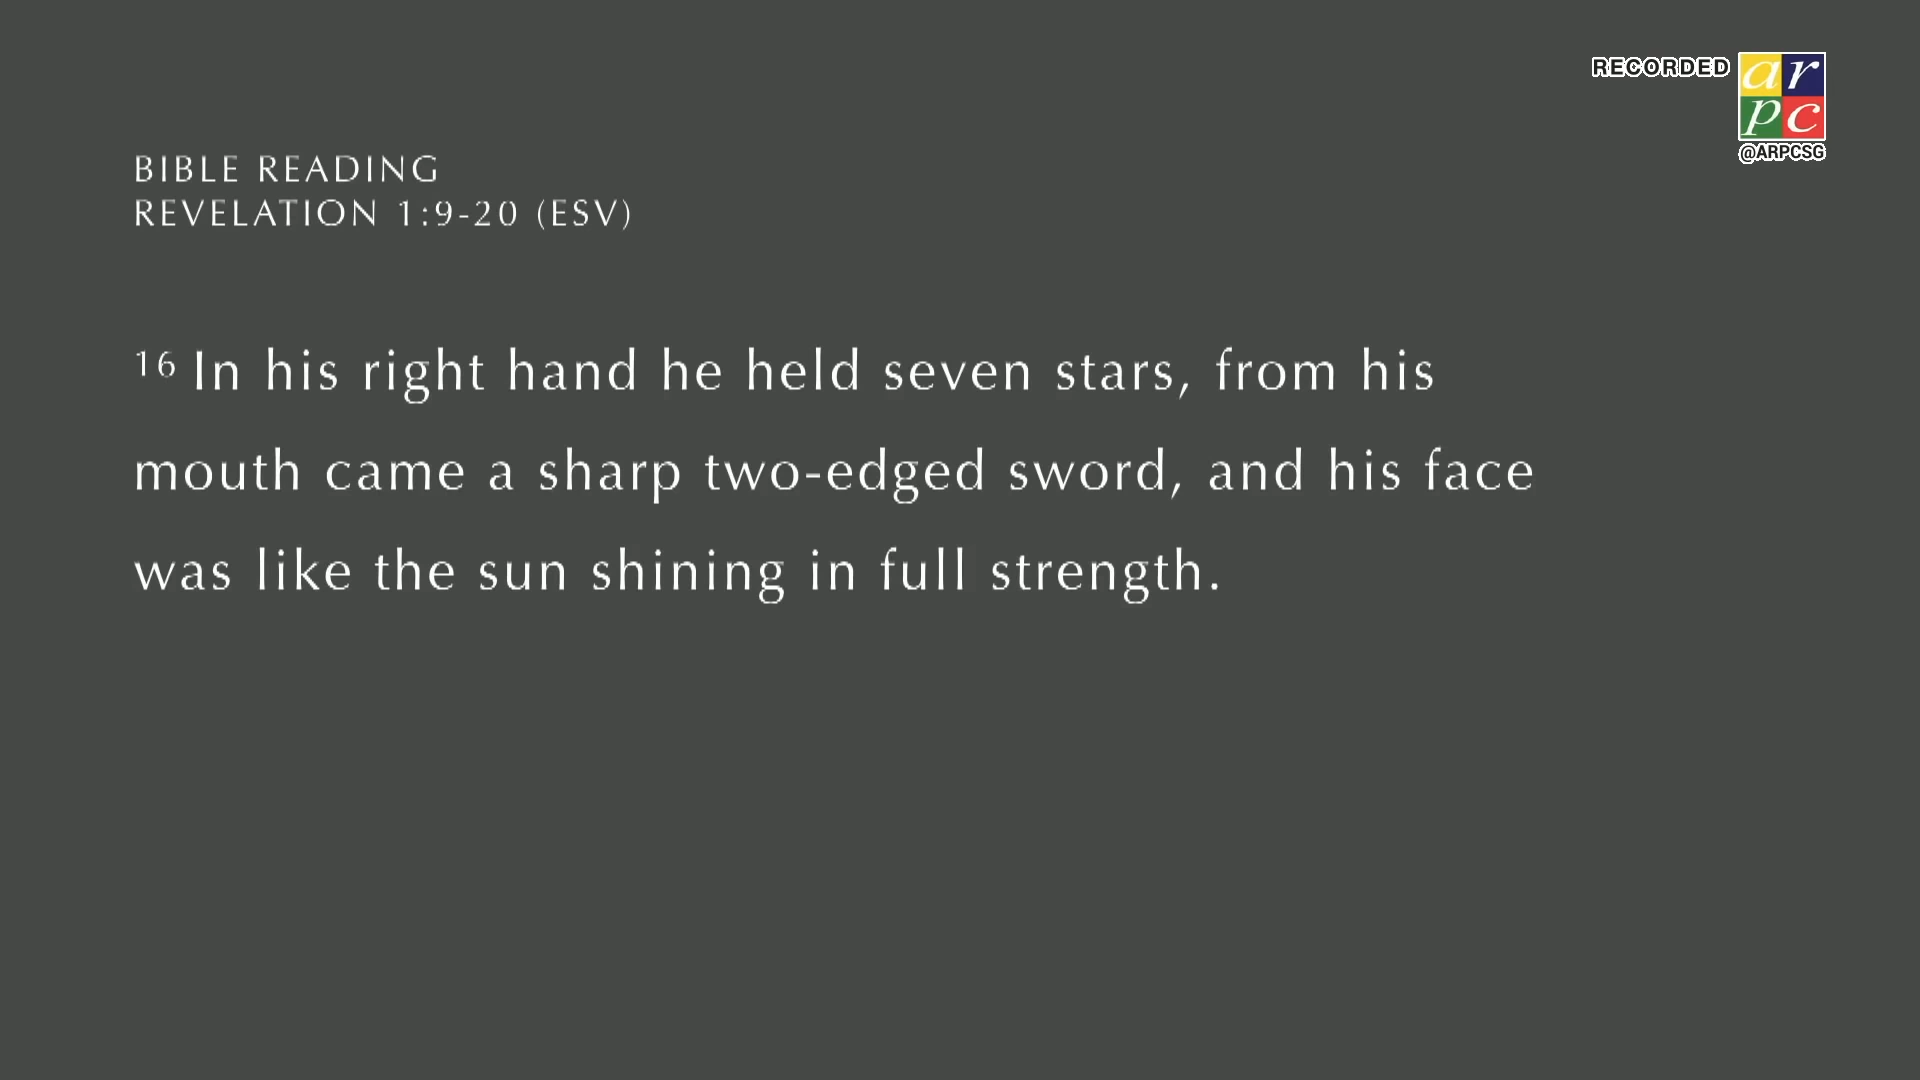 RECORDED
ar
pc
@ARPCSG
BIBLE READING
REVELATION 1:9-20 (ESV)
16 In his right hand he held seven stars, from his
mouth came a sharp two-edged sword, and his face
was like the sun shining in full strength.